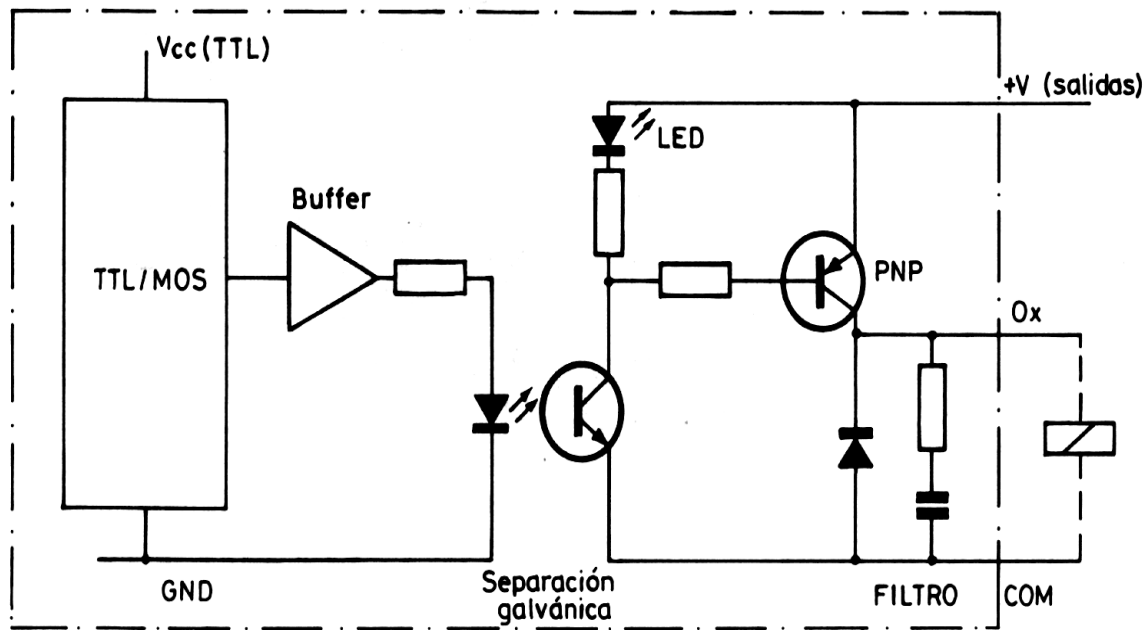 Vcc (TTL)
+V (salidas)
LED
Buffer
TTL/MOS
PNP
Ox
GND
Separación
galvánica
FILTRO
COM